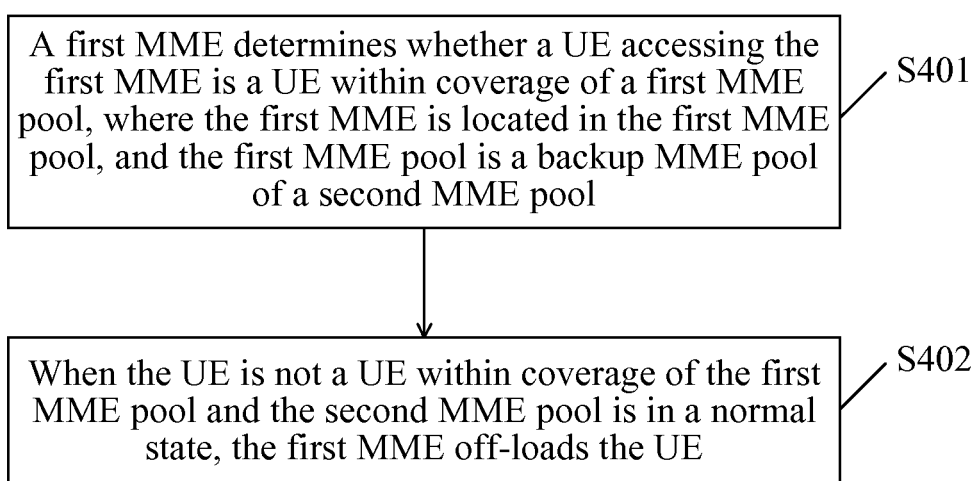 A first MME determines whether a UE accessing the
first MME is a UE within coverage of a first MME
pool, where the first MME is located in the first MME
pool, and the first MME pool is a backup MME pool
of a second MME pool
S401
When the UE is not a UE within coverage of the first
MME pool and the second MME pool is in a normal
state, the first MME off-loads the UE
S402